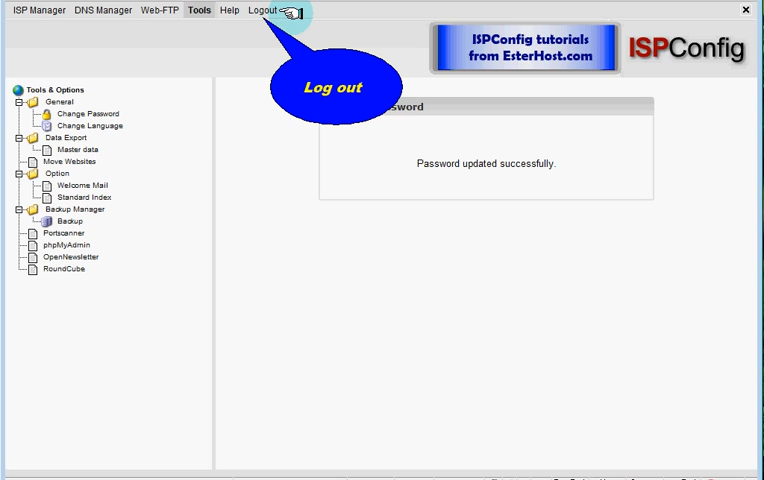 ISP Manager DNS Manager Web-FTP Tools Help Logout
ISPConfig tutorials
from EsterHost.com
ISPConfig
Log out
Tools & Options
General
Change Password
Change Language
Data Export
Master data
Move Websites
Option
Welcome Mail
Standard Index
Backup Manager
Backup
Portscanner
phpMyAdmin
OpenNewsletter
RoundCube
Password updated successfully.